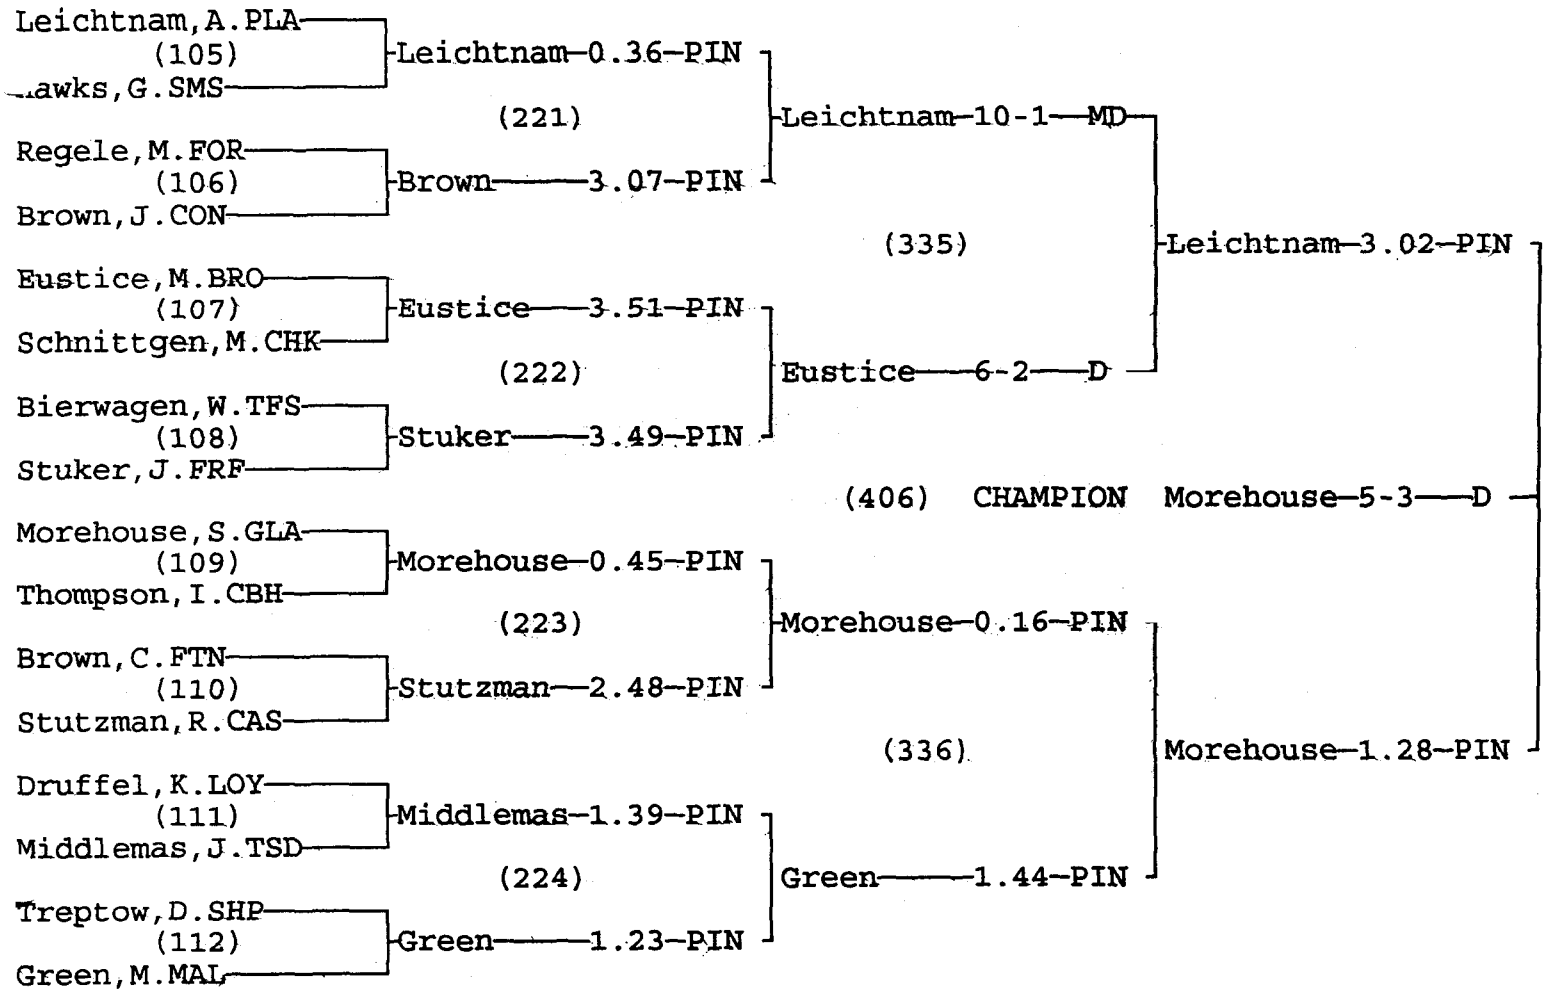 Leichtnam,A.PLA
(105) Leichtnam 0.36 PIN
G.SMS
(221) Leichtnam 10-1 MD
Regele,M.FOR
(106) Brown 3.07 PIN
Brown,J.CON
(335) Leichtnam 3.02 PIN
Eustice,M.BRO
(107) Eustice 3.51 PIN
Schnittgen,M.CHK
(222) Eustice 6-2 D
Bierwagen,W.TFS
(108) Stuker 3.49 PIN
Stuker,J.FRF
(406) CHAMPION Morehouse 5-3 D
Morehouse,S.GLA
(109) Morehouse 0.45 PIN
Thompson,I.CBH
(223) Morehouse 0.16 PIN
Brown,C.FTN
(110) Stutzman 2.48 PIN
Stutzman,R.CAS
(336) Morehouse 1.28 PIN
Druffel,K.LOY
(111) Middlemas 1.39 PIN
Middlemas,J.TSD
(224) Green 1.44 PIN
Treptow,D.SHP
(112) Green 1.23 PIN
Green,M.MAL